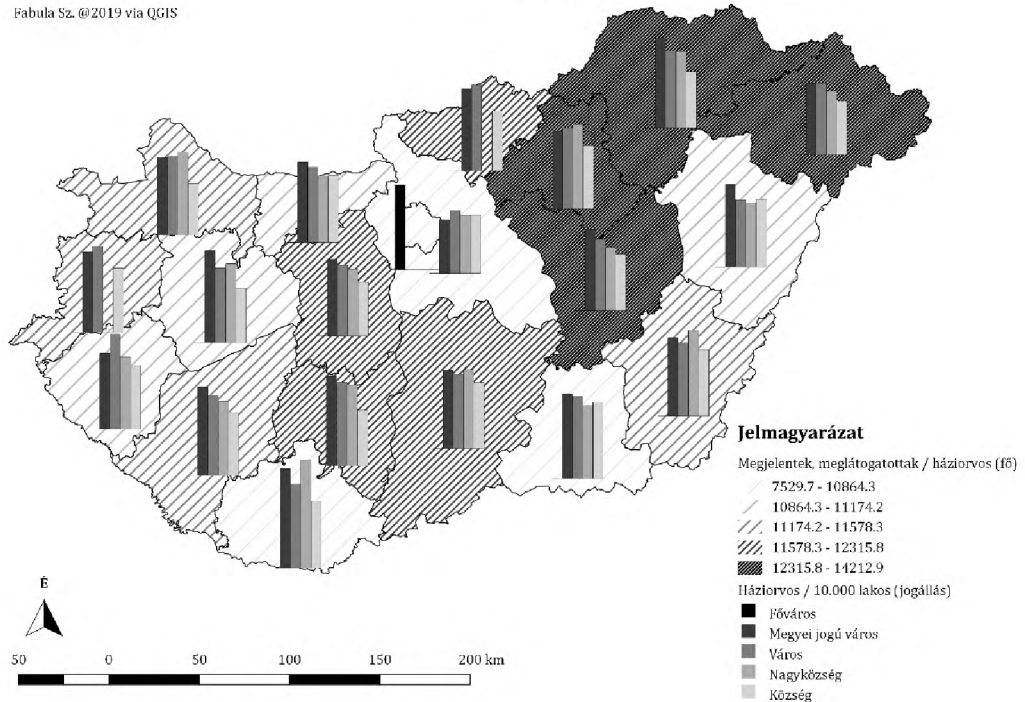 Fabula Sz. @2019 via QGIS
Jelmagyarázat
Megjelentek, meglátogatottak / háziorvos (fő)
7529.7 - 10864.3
10864.3 - 11174.2
11174.2 - 11578.3
11578.3 - 12315.8
12315.8 - 14212.9
Háziorvos / 10.000 lakos (jogállás)
Főváros
Megyei jogú város
Város
Nagyközség
Község
É
50 0 50 100 150 200 km